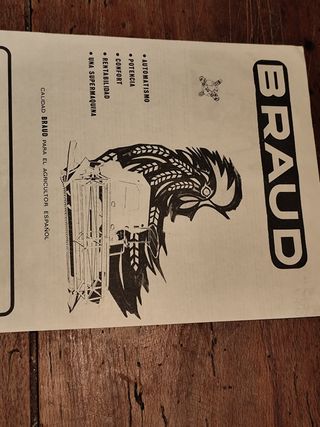 BRAUD
• AUTOMATISMO
• POTENCIA
• CONFORT
• RENTABILIDAD
• UNA SUPERMAQUINA
CALIDAD BRAUD PARA EL AGRICULTOR ESPAÑOL